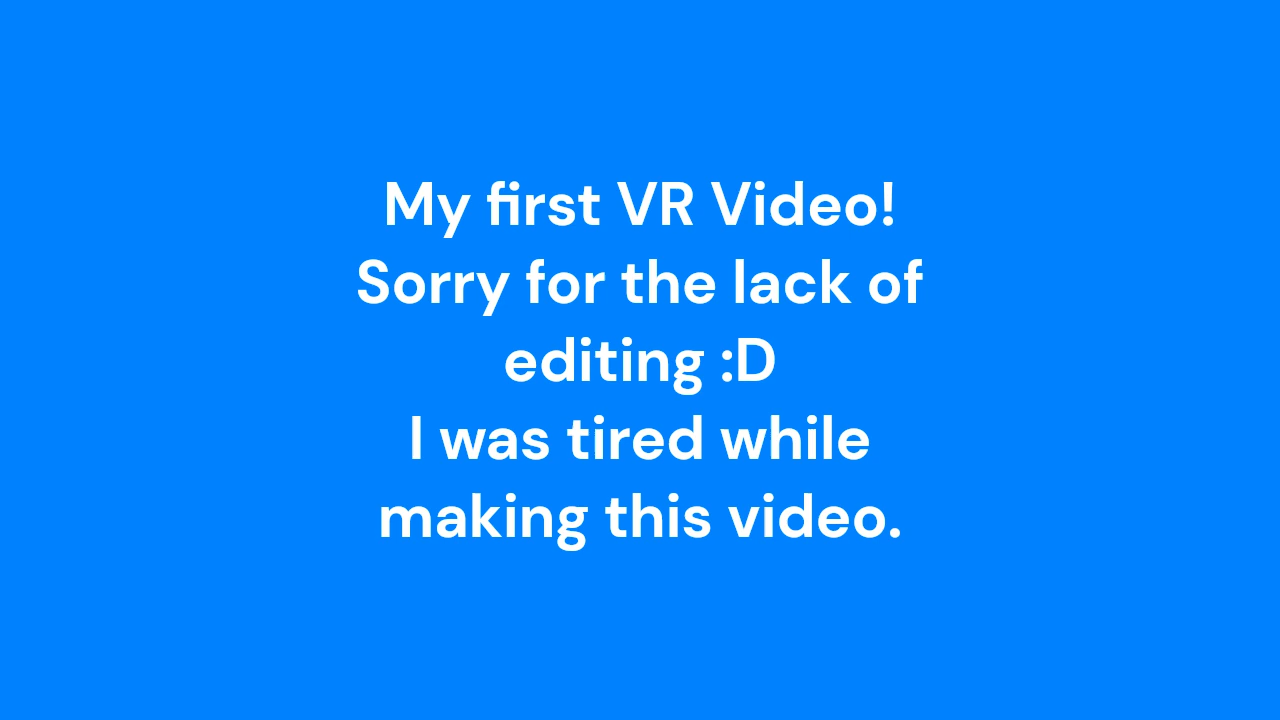 My first VR Video!
Sorry for the lack of
editing :D
I was tired while
making this video.